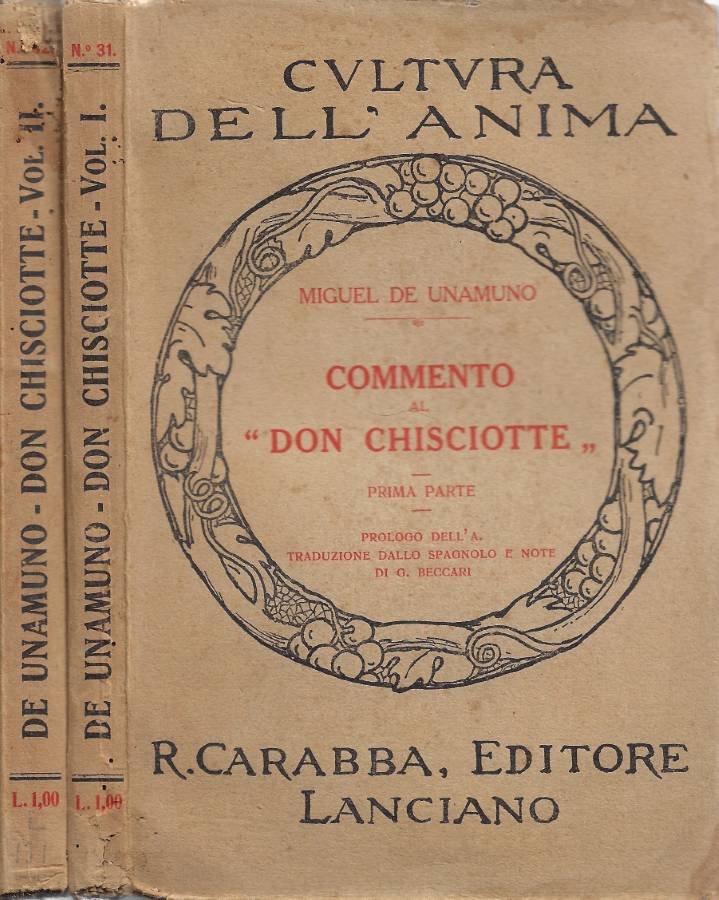 DE UNAMUNO - DON CHISCIOTTE - VOL. II.
L. 1,00
N.º 31.
DE UNAMUNO - DON CHISCIOTTE - VOL. I.
L. 1,00
CVLTVRA
DELL' ANIMA
MIGUEL DE UNAMUNO
COMMENTO
AL
“ DON CHISCIOTTE „
PRIMA PARTE
PROLOGO DELL'A.
TRADUZIONE DALLO SPAGNOLO E NOTE
DI G. BECCARI
R. CARABBA, EDITORE
LANCIANO